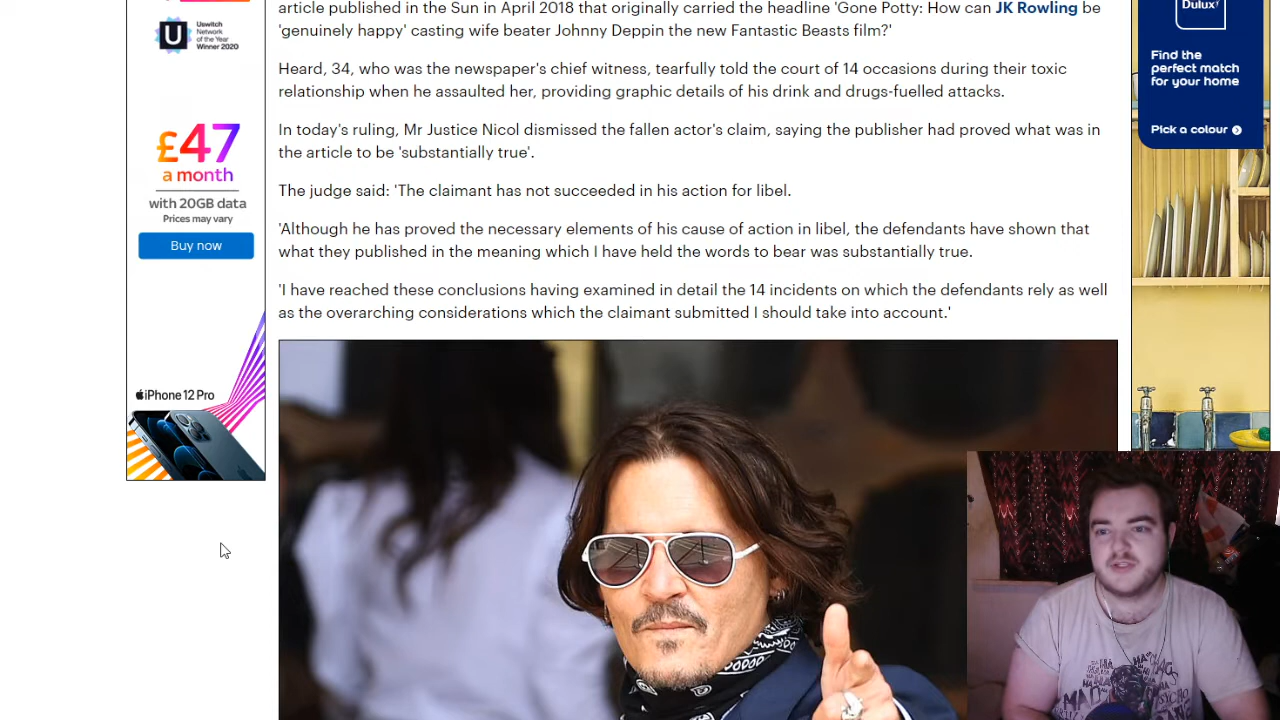 Uswitch
Network
of the Year
Winner 2020
£47
a month
with 20GB data
Prices may vary
Buy now
iPhone 12 Pro
article published in the Sun in April 2018 that originally carried the headline 'Gone Potty: How can JK Rowling be
'genuinely happy' casting wife beater Johnny Deppin the new Fantastic Beasts film?'
Heard, 34, who was the newspaper's chief witness, tearfully told the court of 14 occasions during their toxic
relationship when he assaulted her, providing graphic details of his drink and drugs-fuelled attacks.
In today's ruling, Mr Justice Nicol dismissed the fallen actor's claim, saying the publisher had proved what was in
the article to be 'substantially true'.
The judge said: 'The claimant has not succeeded in his action for libel.
'Although he has proved the necessary elements of his cause of action in libel, the defendants have shown that
what they published in the meaning which I have held the words to bear was substantially true.
'I have reached these conclusions having examined in detail the 14 incidents on which the defendants rely as well
as the overarching considerations which the claimant submitted I should take into account.'
Dulux
Find the
perfect match
for your home
Pick a colour